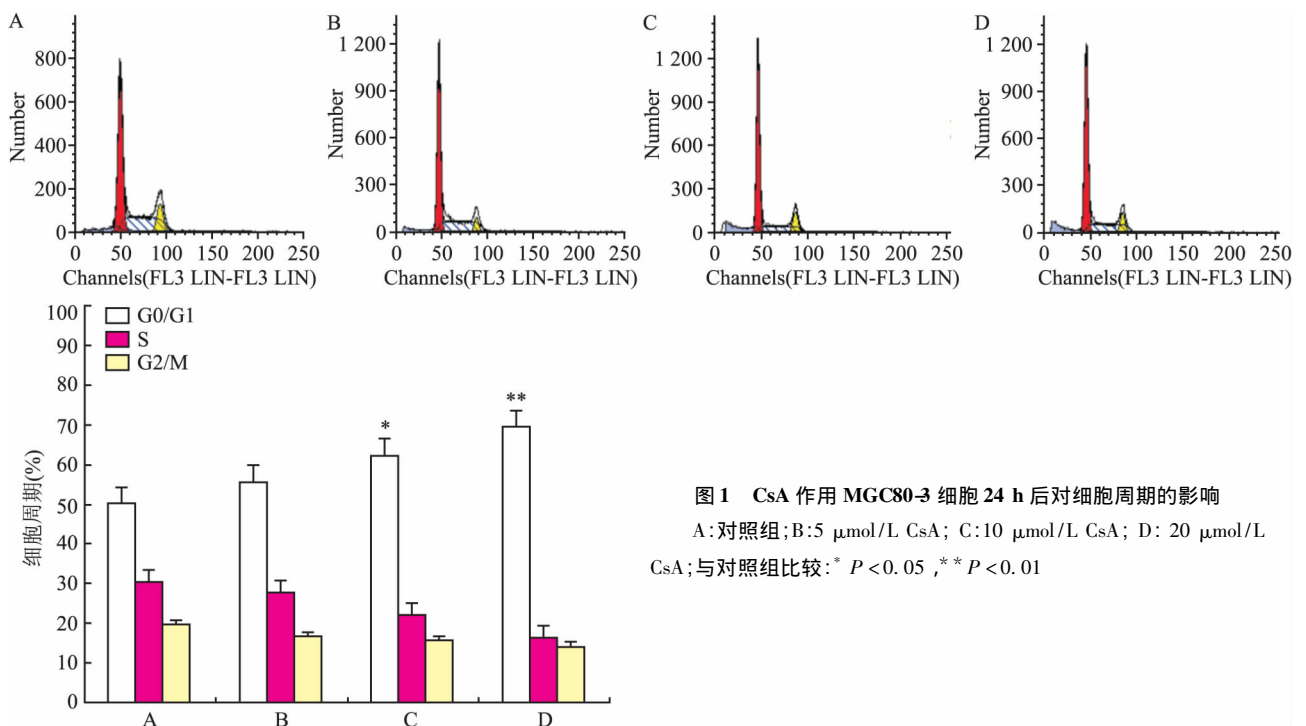 A
Number
800
600
400
200
0
0 50 100 150 200 250
Channels(FL3 LIN-FL3 LIN)
B
Number
1 200
900
600
300
0
0 50 100 150 200 250
Channels(FL3 LIN-FL3 LIN)
C
Number
1 200
900
600
300
0
0 50 100 150 200 250
Channels(FL3 LIN-FL3 LIN)
D
Number
1 200
900
600
300
0
0 50 100 150 200 250
Channels(FL3 LIN-FL3 LIN)
细胞周期(%)
100
90
80
70
60
50
40
30
20
10
0
G0/G1
S
G2/M
*
**
A B C D
图 1 CsA 作用 MGC80-3 细胞 24 h 后对细胞周期的影响
A:对照组;B:5 μmol/L CsA; C:10 μmol/L CsA; D: 20 μmol/L
CsA;与对照组比较:* P<0.05 ,**P<0.01